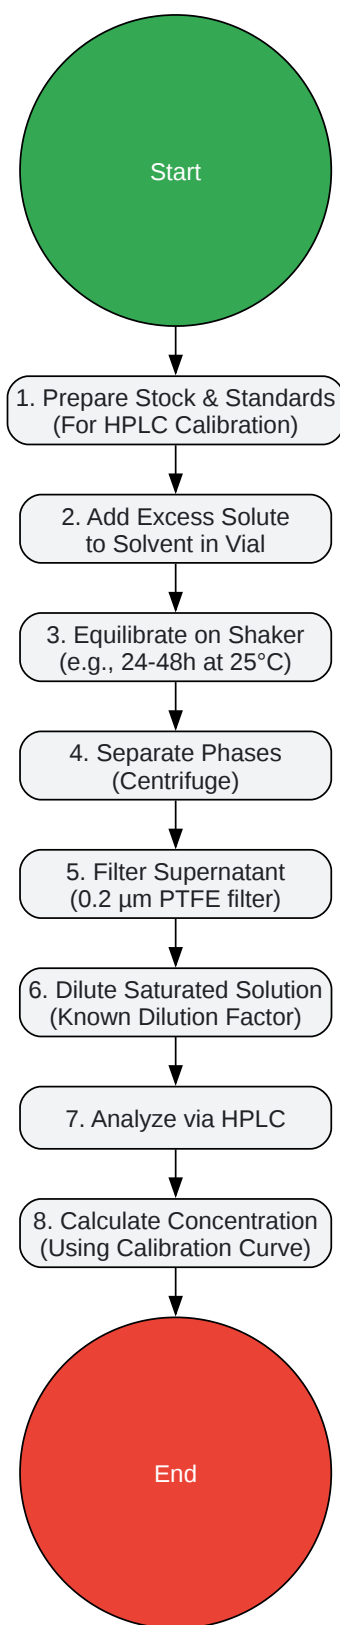 Start
1. Prepare Stock & Standards
(For HPLC Calibration)
2. Add Excess Solute
to Solvent in Vial
3. Equilibrate on Shaker
(e.g., 24-48h at 25°C)
4. Separate Phases
(Centrifuge)
5. Filter Supernatant
(0.2 µm PTFE filter)
6. Dilute Saturated Solution
(Known Dilution Factor)
7. Analyze via HPLC
8. Calculate Concentration
(Using Calibration Curve)
End